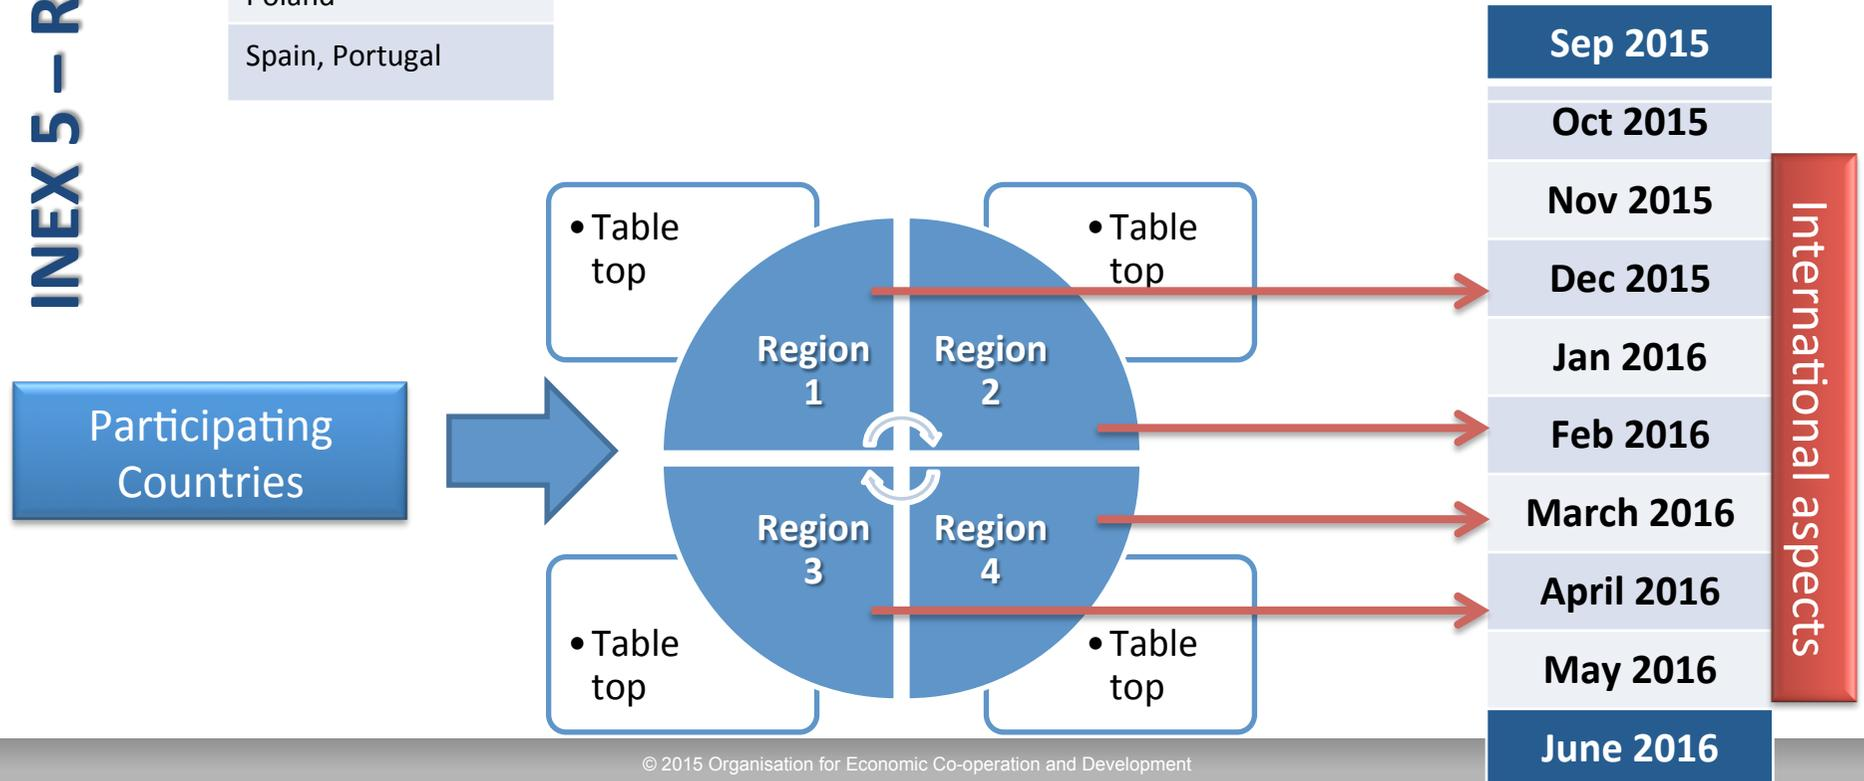 INEX 5 – R
Poland
Spain, Portugal
Participating
Countries
• Table
top
• Table
top
Region
1
Region
2
Region
3
Region
4
• Table
top
• Table
top
Sep 2015
Oct 2015
Nov 2015
Dec 2015
Jan 2016
Feb 2016
March 2016
April 2016
May 2016
June 2016
International aspects
© 2015 Organisation for Economic Co-operation and Development